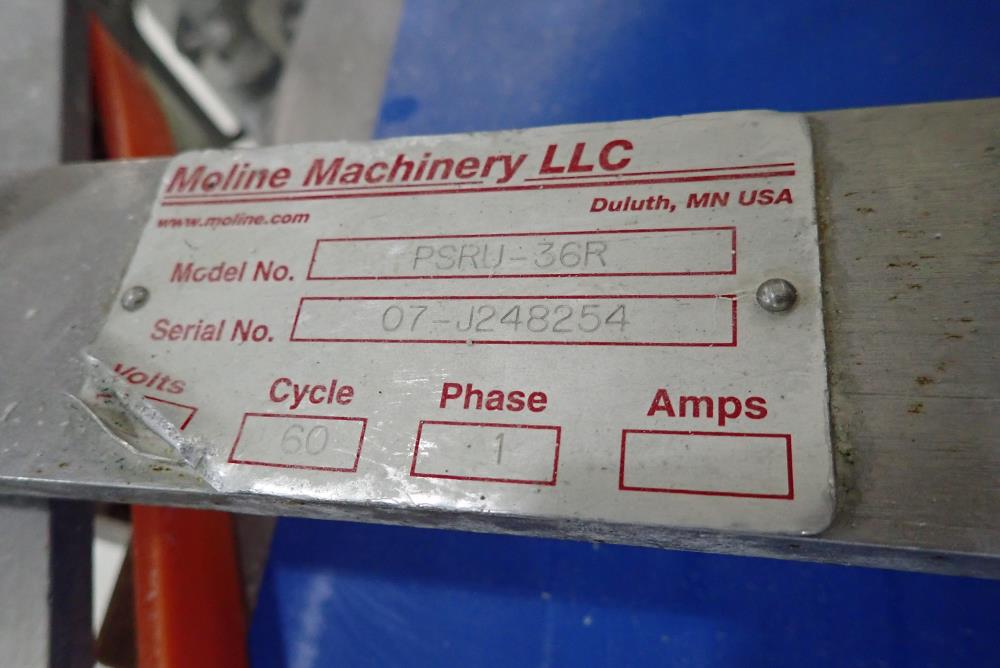 Moline Machinery LLC
www.moline.com
Duluth, MN USA
Model No. PSRU-36R
Serial No. 07-J248254
Volts Cycle Phase Amps
60 1